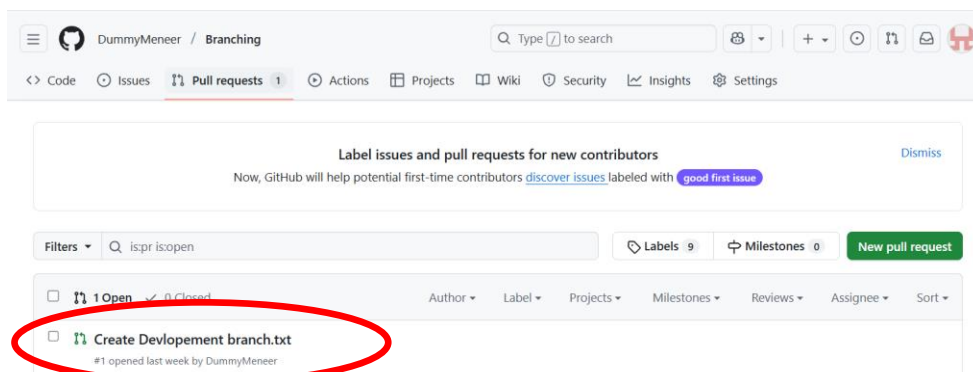 DummyMeneer / Branching Type / to search
Code Issues Pull requests 1 Actions Projects Wiki Security Insights Settings
Label issues and pull requests for new contributors Dismiss
Now, GitHub will help potential first-time contributors discover issues labeled with good first issue
Filters is:pr is:open Labels 9 Milestones 0 New pull request
1 Open 0 Closed Author Label Projects Milestones Reviews Assignee Sort
Create Devlopement branch.txt
#1 opened last week by DummyMeneer